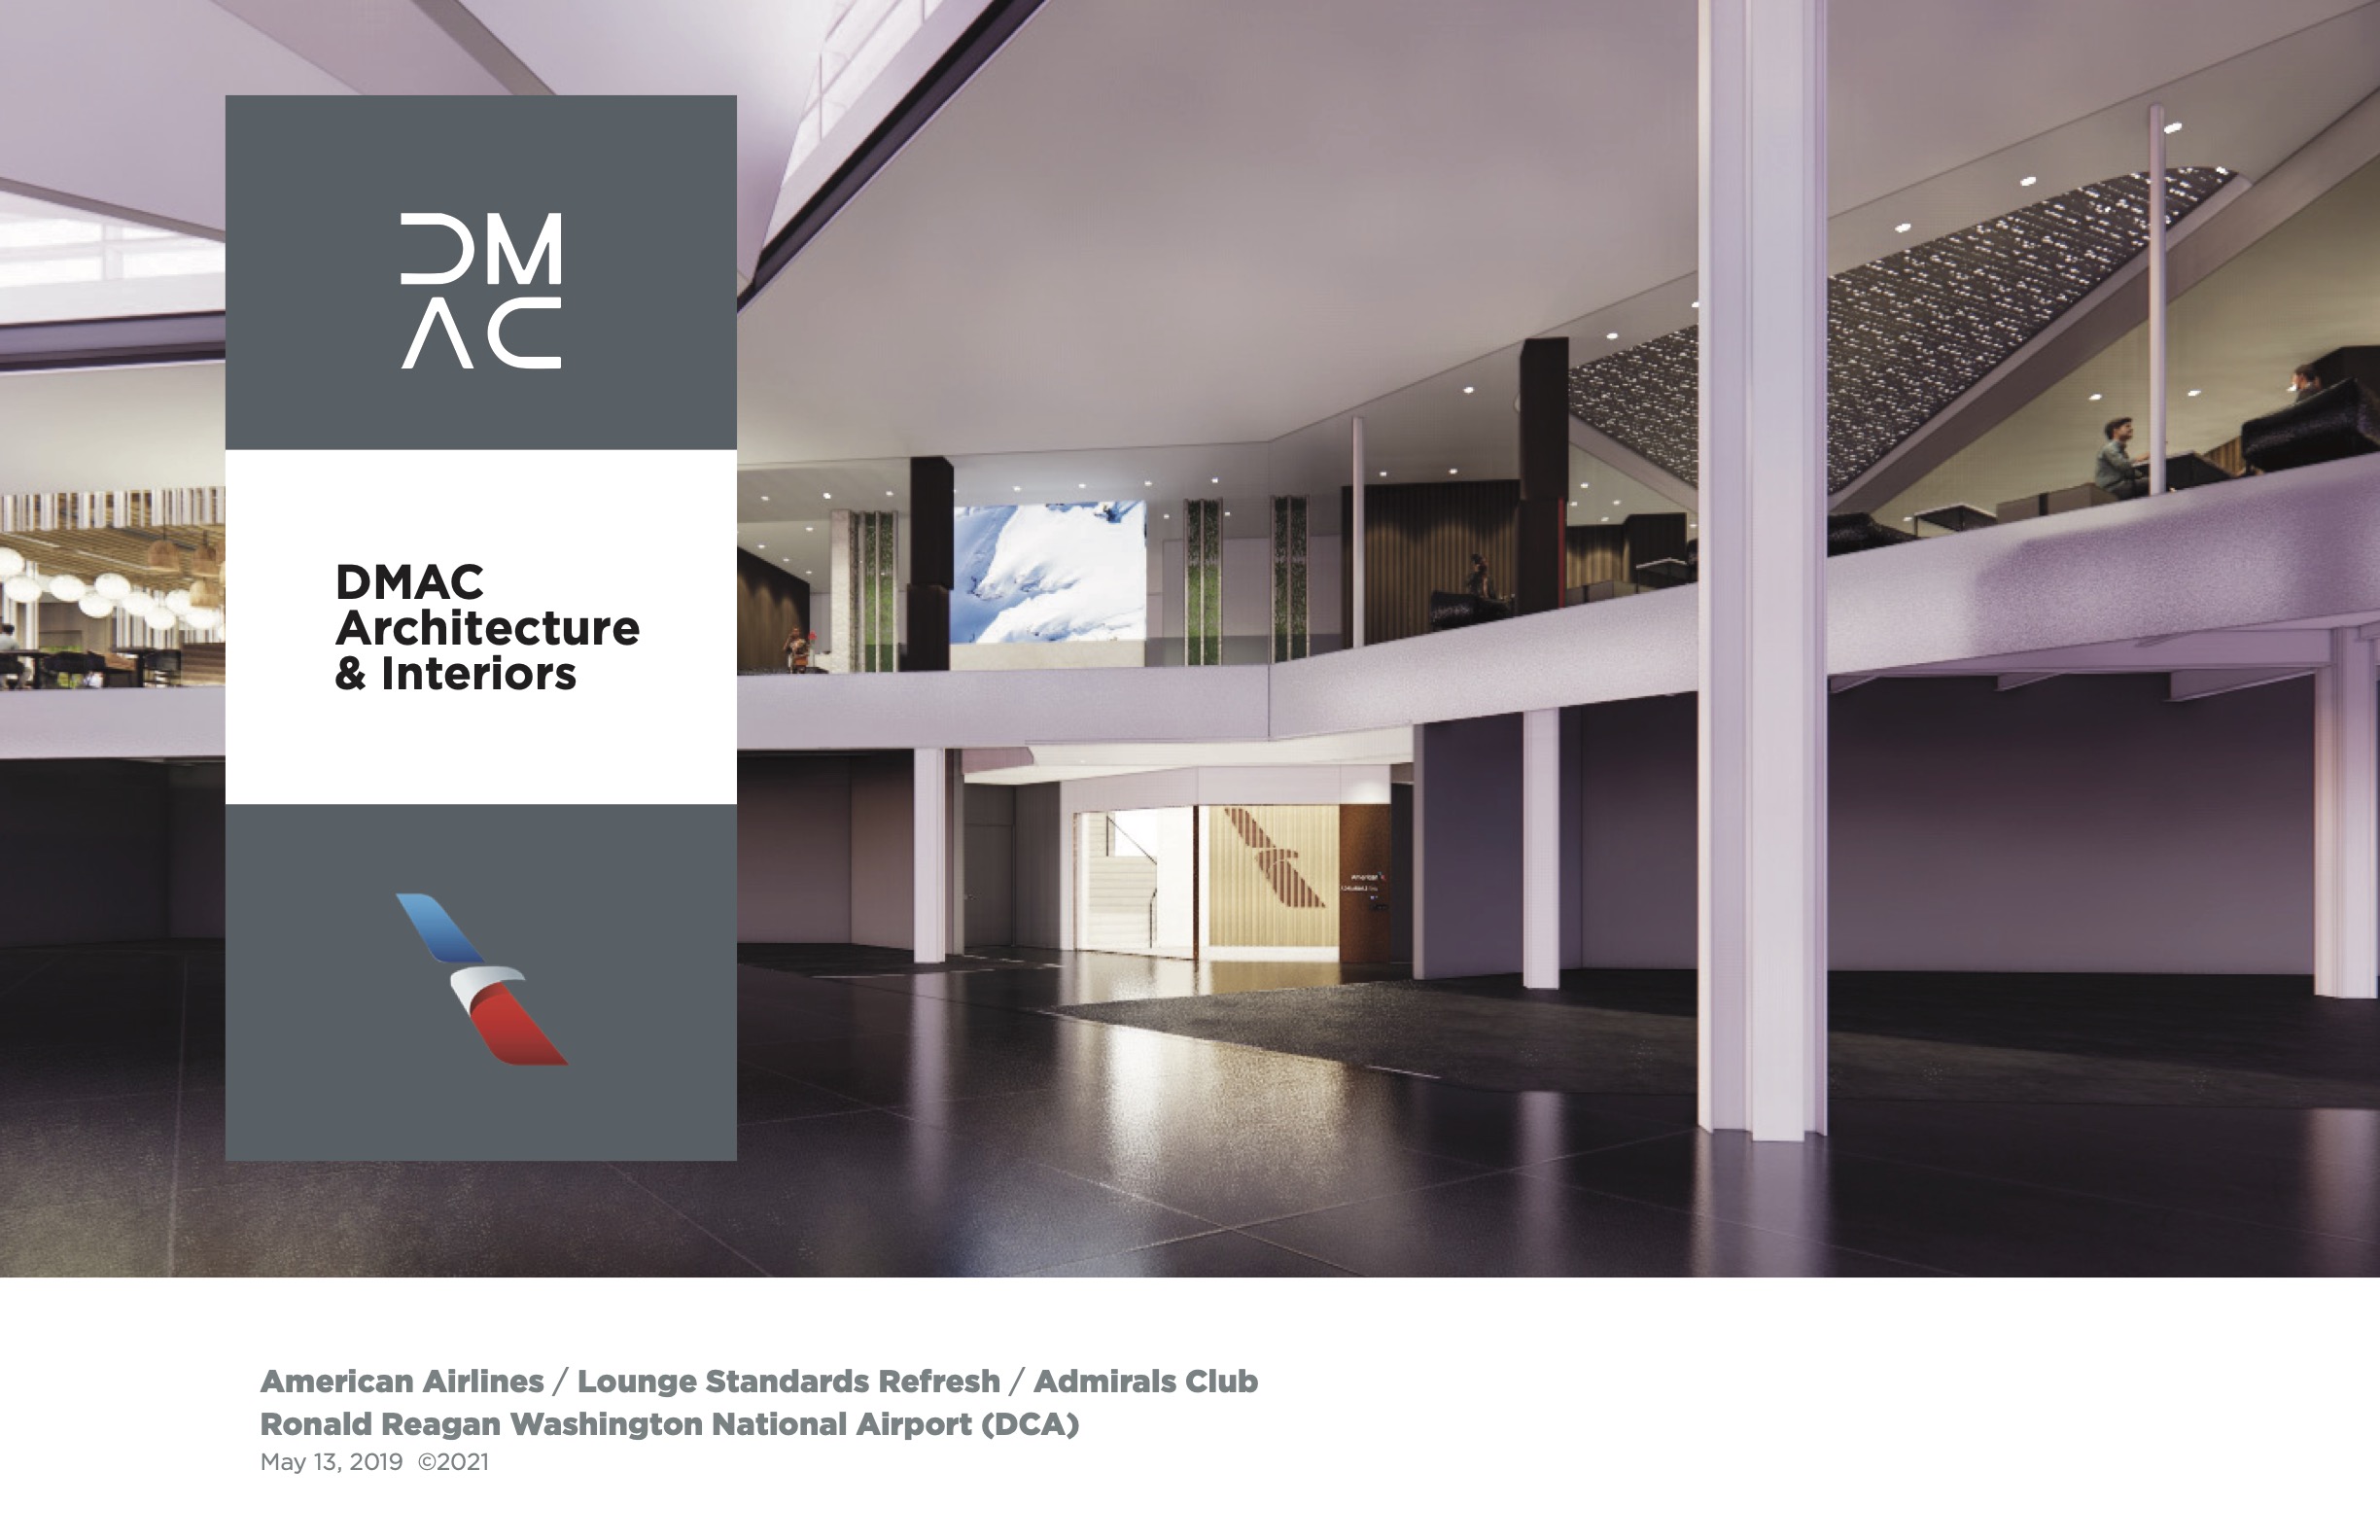 DM
AC
DMAC
Architecture
& Interiors
American Airlines / Lounge Standards Refresh / Admirals Club
Ronald Reagan Washington National Airport (DCA)
May 13, 2019 ©2021